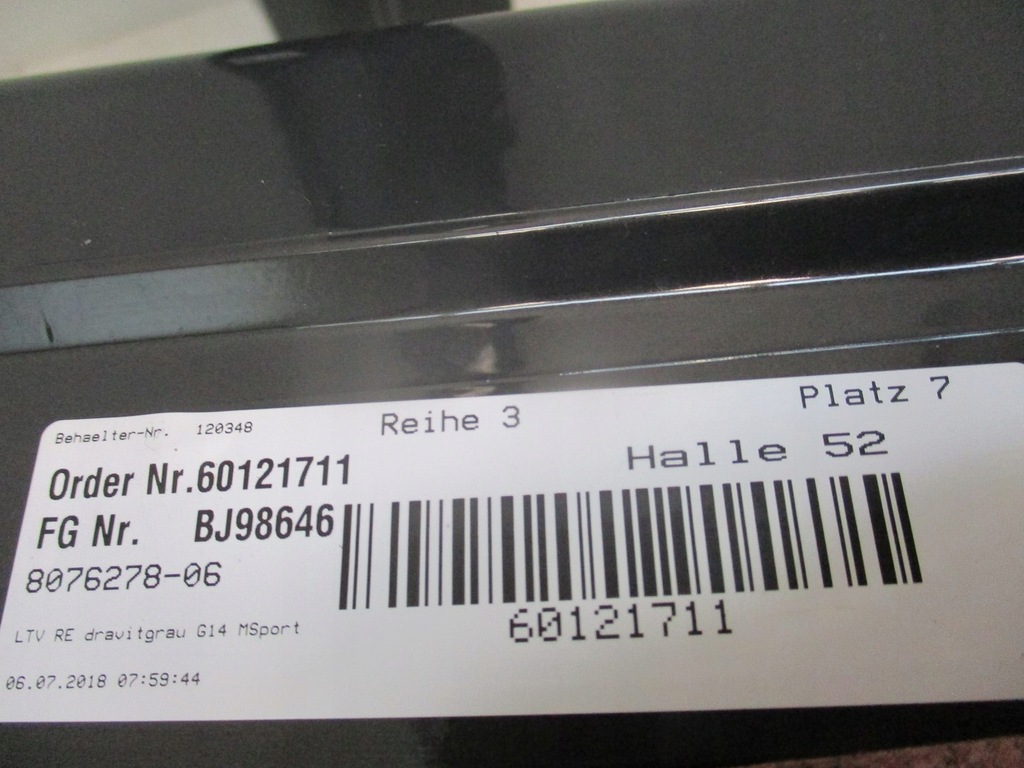 Behaelter-Nr. 120348 Reihe 3 Platz 7
Halle 52
Order Nr.60121711
FG Nr. BJ98646
8076278-06
60121711
LTV RE dravitgrau G14 MSport
06.07.2018 07:59:44